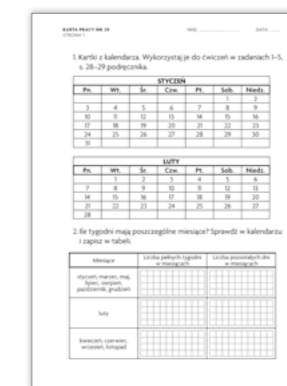 KARTA PRACY NR 29 IMIĘ DATA
STRONA 1
1. Kartki z kalendarza. Wykorzystaj je do ćwiczeń w zadaniach 1–5,
s. 28–29 podręcznika.
STYCZEŃ
Pn. Wt. Śr. Czw. Pt. Sob. Niedz.
1 2
3 4 5 6 7 8 9
10 11 12 13 14 15 16
17 18 19 20 21 22 23
24 25 26 27 28 29 30
31
LUTY
Pn. Wt. Śr. Czw. Pt. Sob. Niedz.
1 2 3 4 5 6
7 8 9 10 11 12 13
14 15 16 17 18 19 20
21 22 23 24 25 26 27
28
2. Ile tygodni mają poszczególne miesiące? Sprawdź w kalendarzu
i zapisz w tabeli.
Miesiące Liczba pełnych tygodni w miesiącach Liczba pozostałych dni w miesiącach
styczeń, marzec, maj,
lipiec, sierpień,
październik, grudzień
luty
kwiecień, czerwiec,
wrzesień, listopad